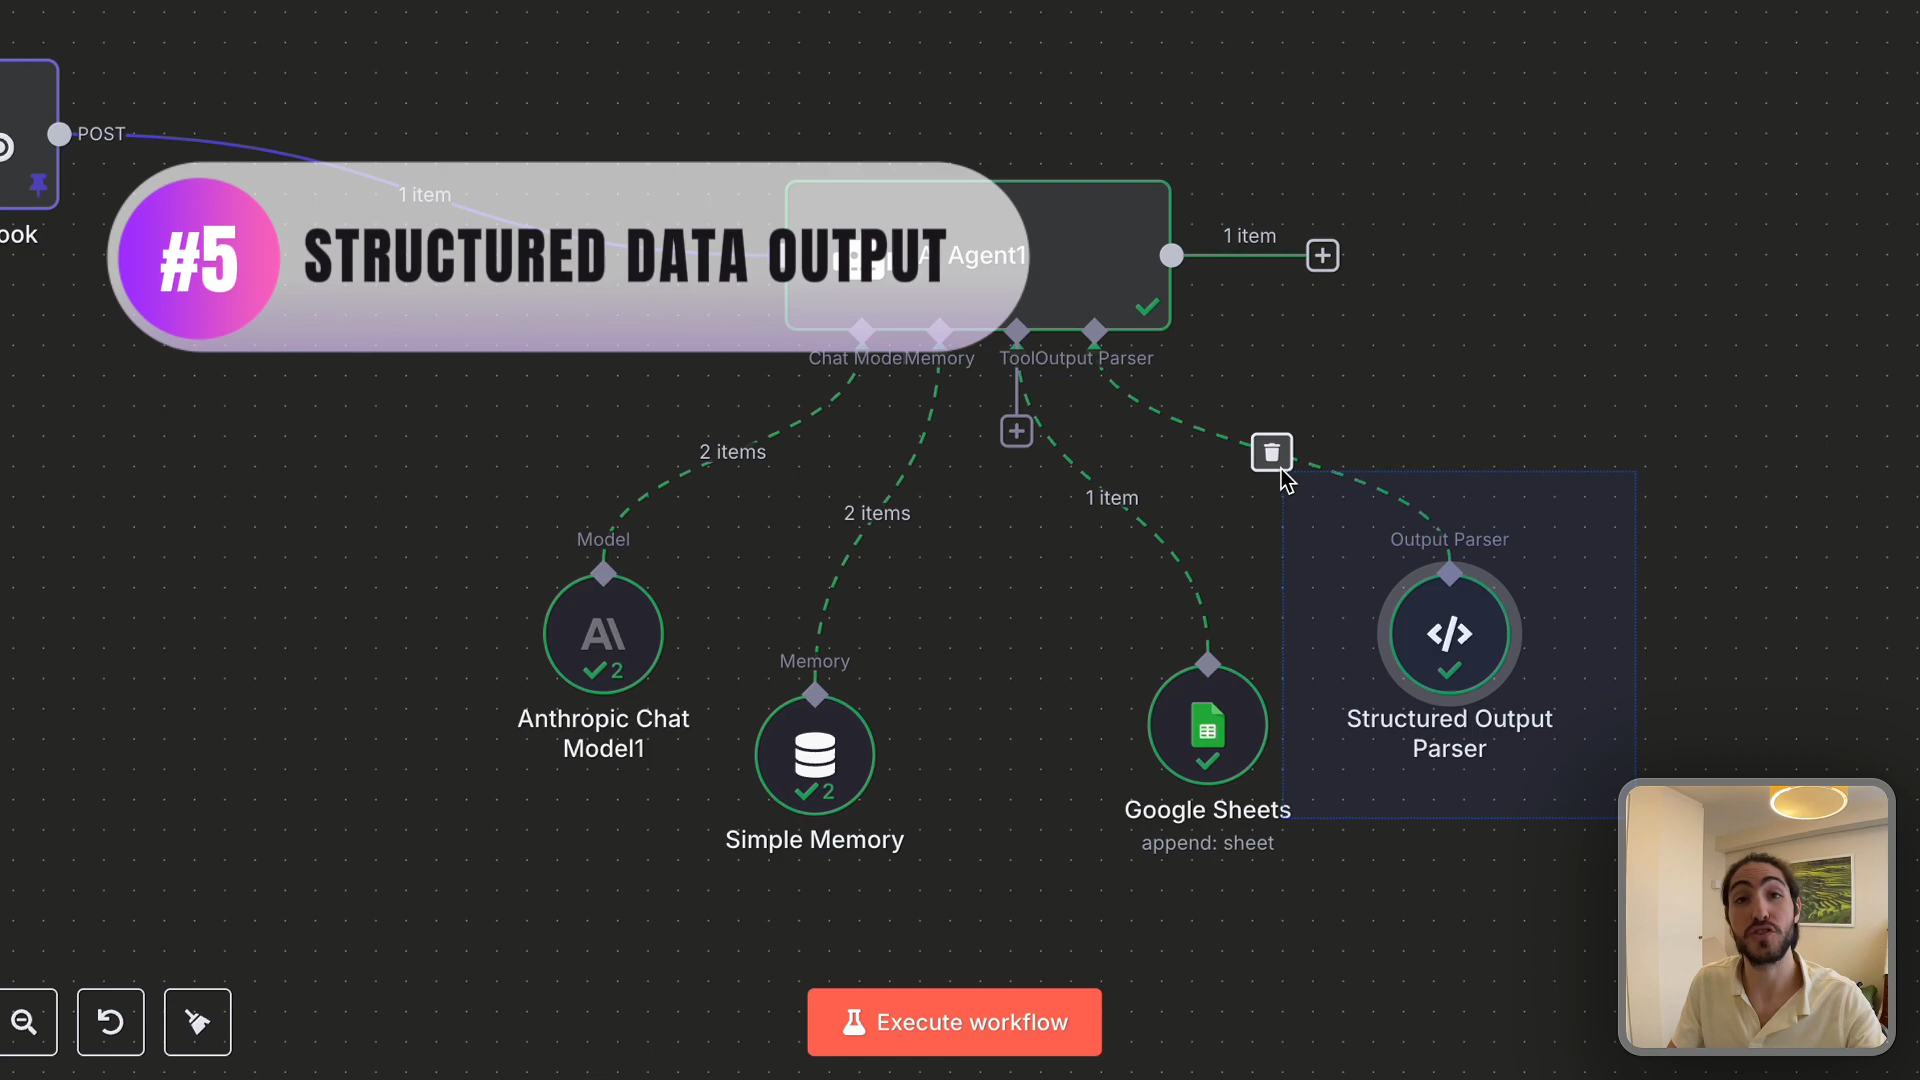 POST
1 item
ook
#5
STRUCTURED DATA OUTPUT
Agent1
1 item
Chat Mode
Memory
Tool
Output Parser
2 items
2 items
1 item
Model
Memory
Output Parser
2
Anthropic Chat
Model1
2
Simple Memory
Google Sheets
append: sheet
Structured Output
Parser
Execute workflow